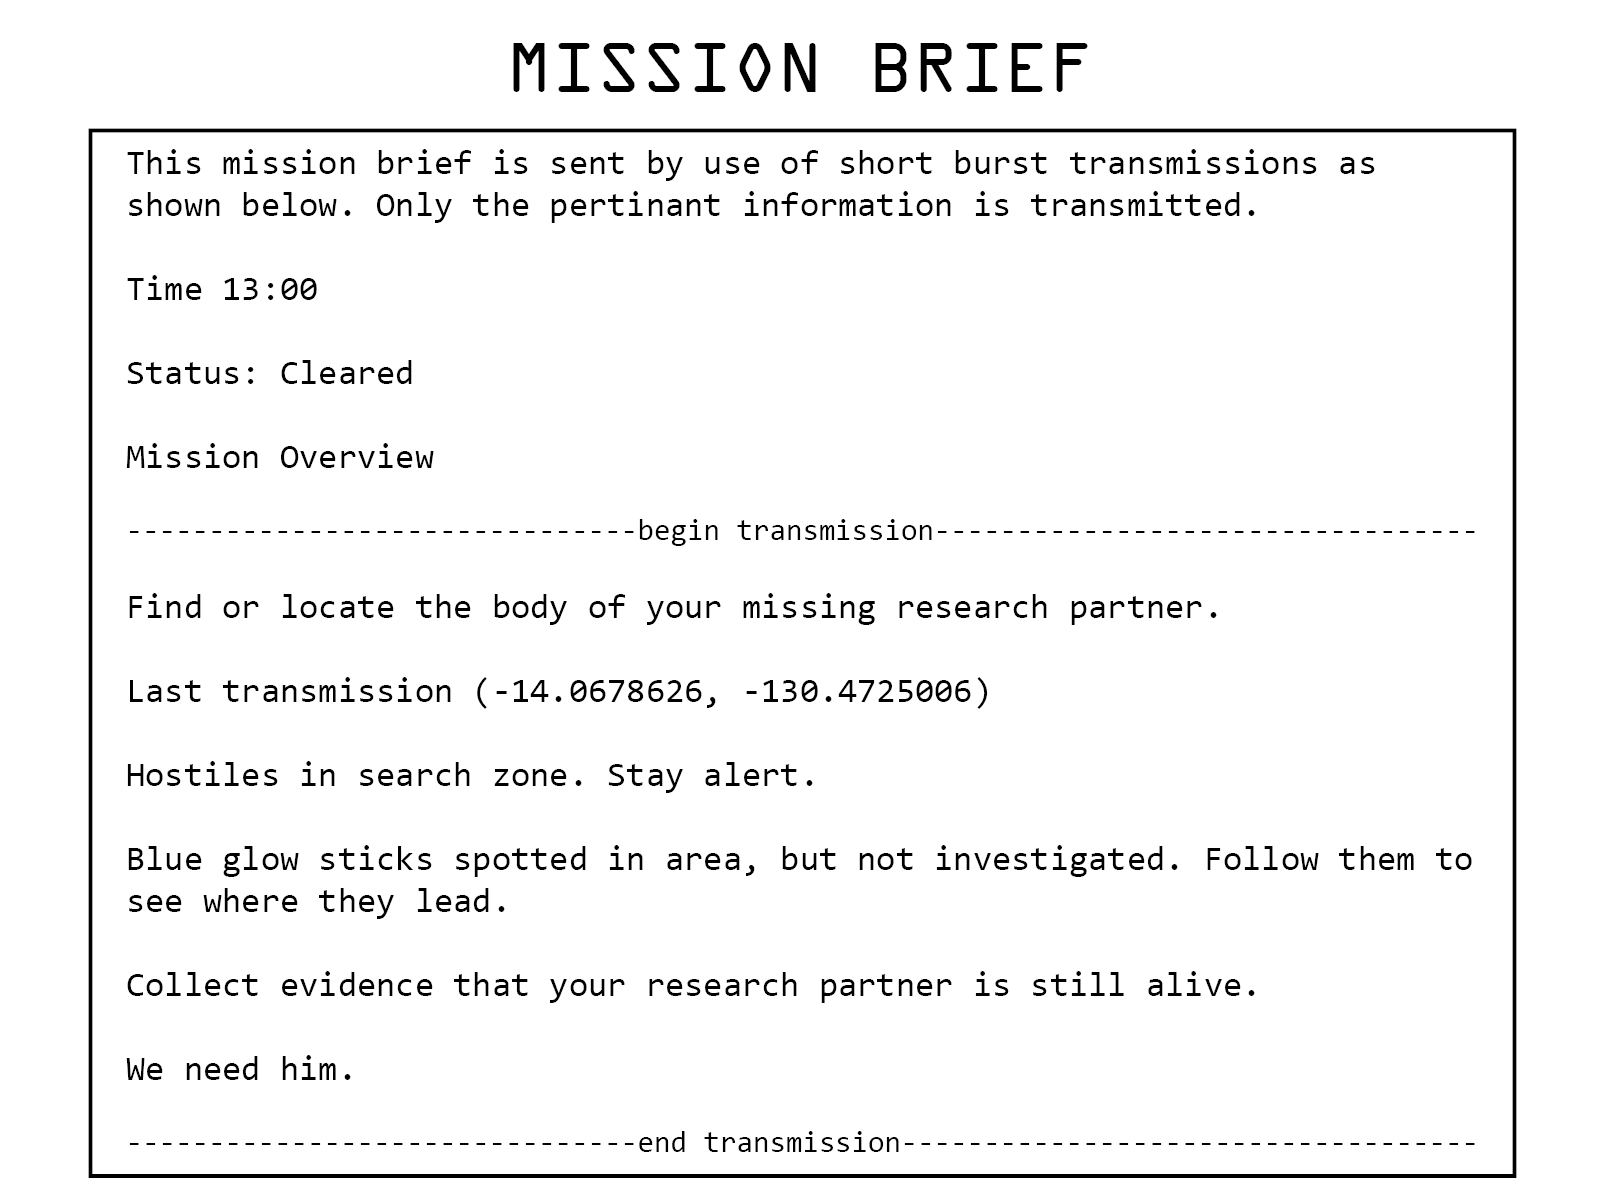 MISSION BRIEF
This mission brief is sent by use of short burst transmissions as
shown below. Only the pertinant information is transmitted.
Time 13:00
Status: Cleared
Mission Overview
-------------------------------begin transmission---------------------------------
Find or locate the body of your missing research partner.
Last transmission (-14.0678626, -130.4725006)
Hostiles in search zone. Stay alert.
Blue glow sticks spotted in area, but not investigated. Follow them to
see where they lead.
Collect evidence that your research partner is still alive.
We need him.
-------------------------------end transmission-----------------------------------